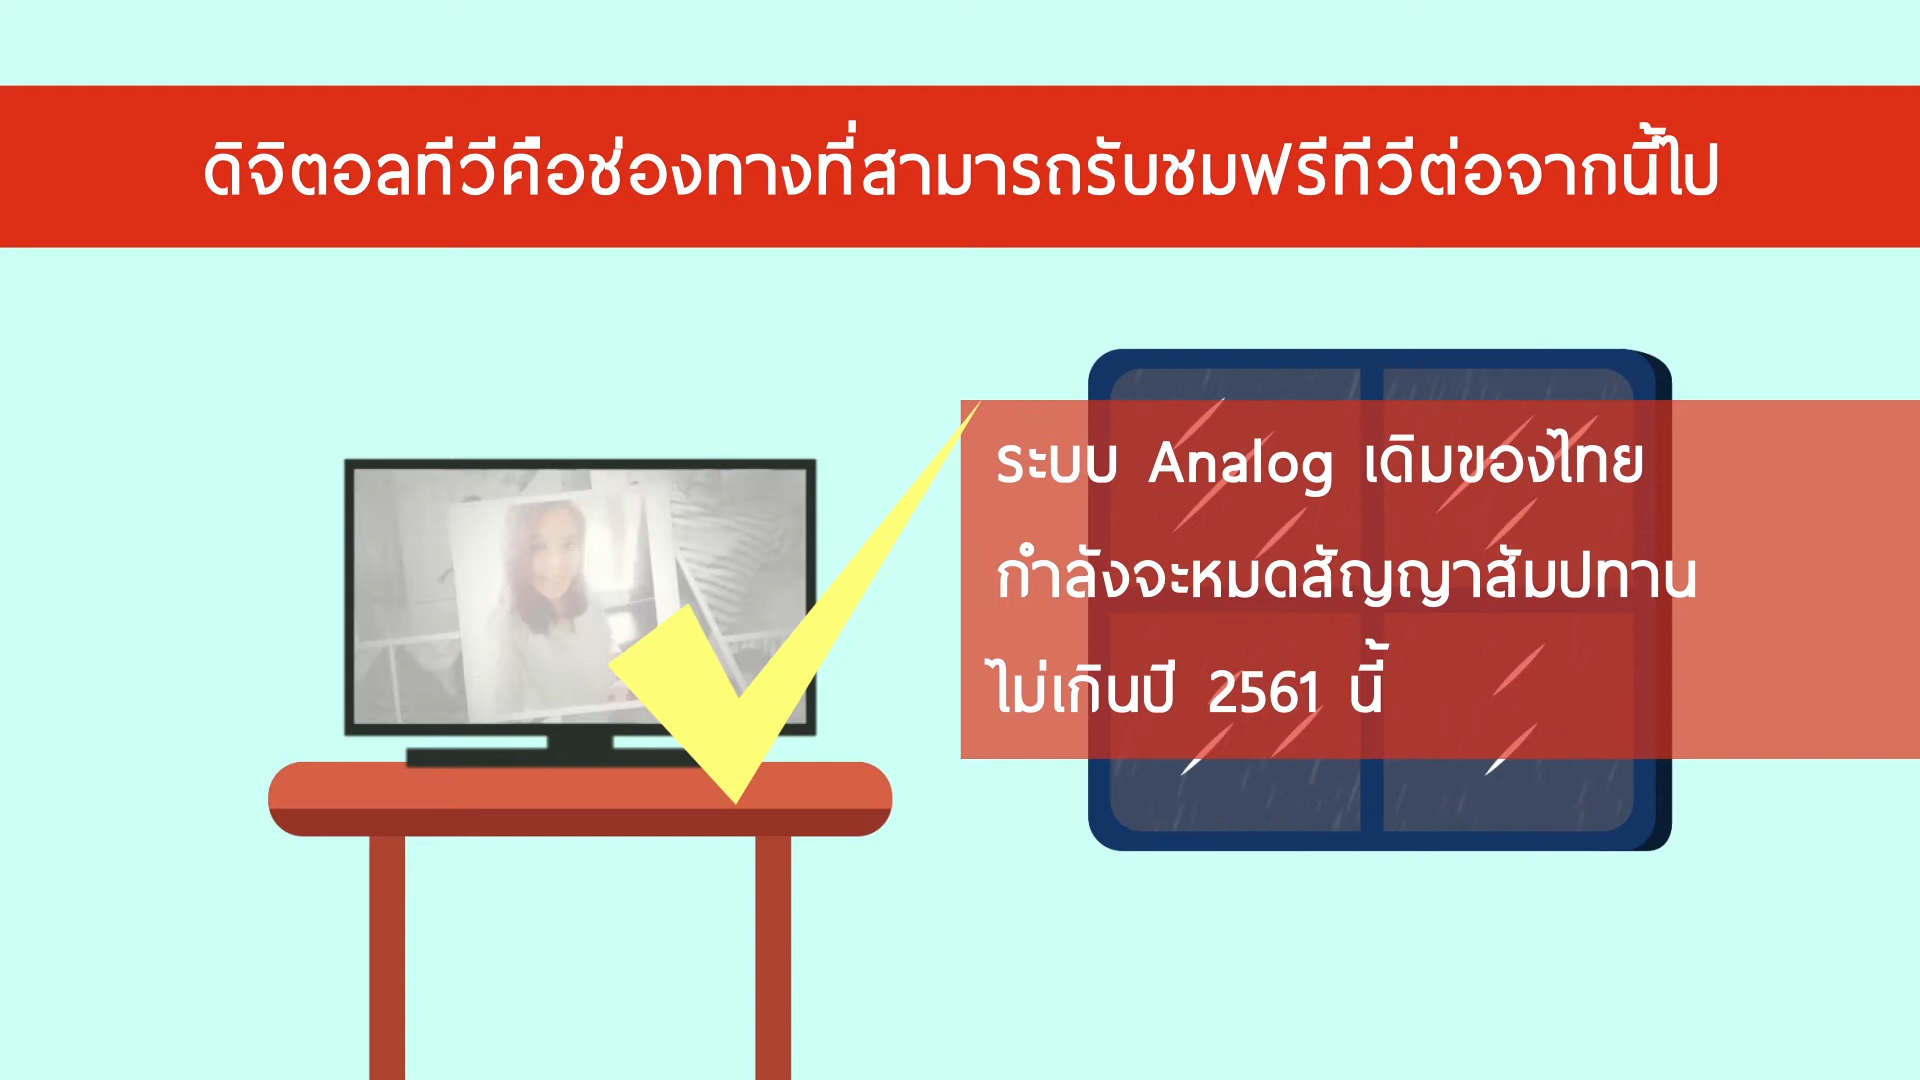 ดิจิตอลทีวีคือช่องทางที่สามารถรับชมฟรีทีวีต่อจากนี้ไป
ระบบ Analog เดิมของไทย
กำลังจะหมดสัญญาสัมปทาน
ไม่เกินปี 2561 นี้